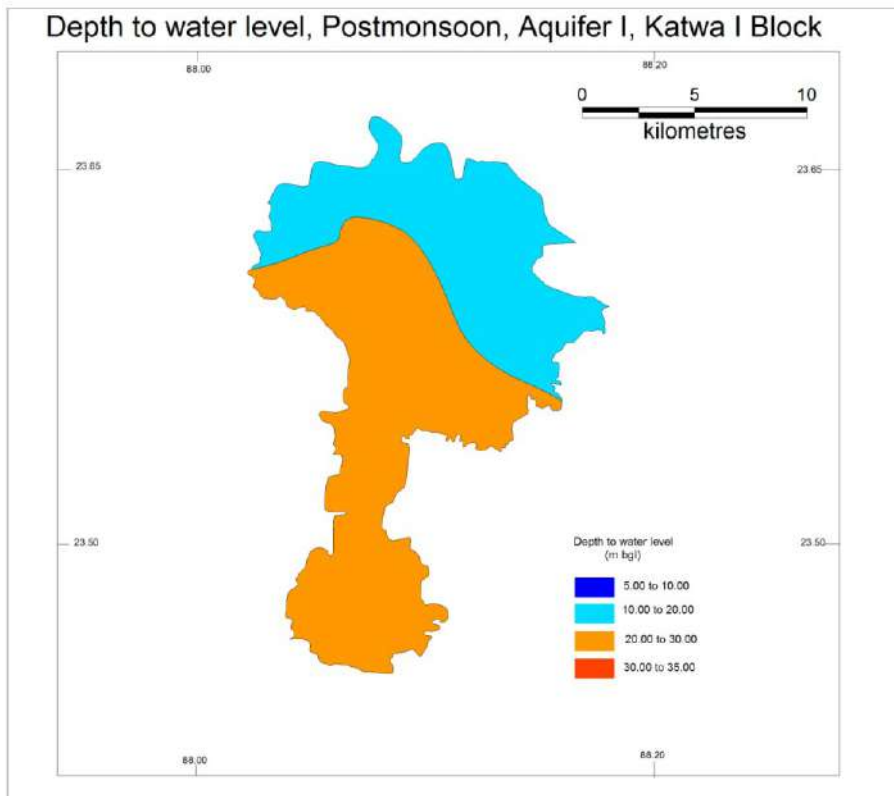 Depth to water level, Postmonsoon, Aquifer I, Katwa I Block
88.00
88.20
0 5 10
kilometres
23.65
23.65
23.50
23.50
Depth to water level
(m bgl)
5.00 to 10.00
10.00 to 20.00
20.00 to 30.00
30.00 to 35.00
88.00
88.20